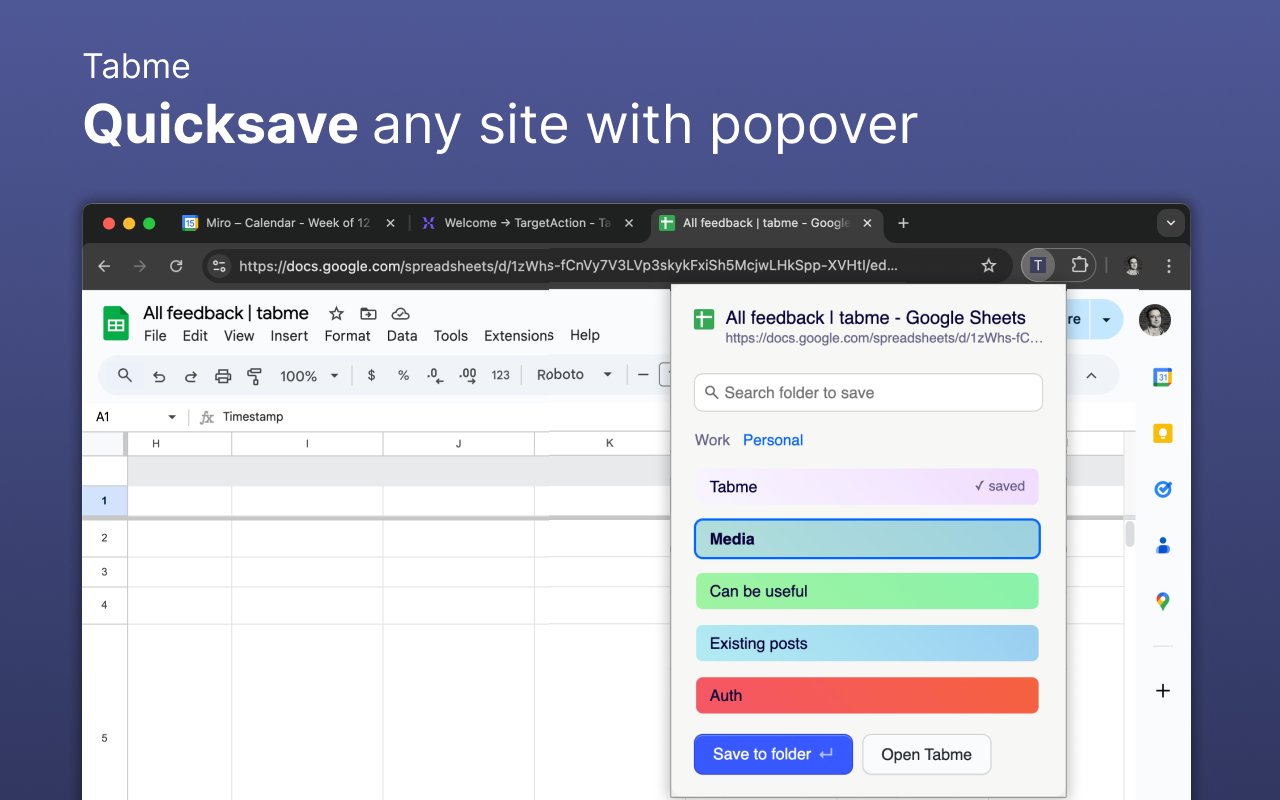 Tabme
Quicksave any site with popover
Miro – Calendar - Week of 12
Welcome → TargetAction - Ta
All feedback | tabme - Google
https://docs.google.com/spreadsheets/d/1zWhs-fCnVy7V3LVp3skykFxiSh5McjwLHkSpp-XVHtI/ed...
T
All feedback | tabme
File Edit View Insert Format Data Tools Extensions Help
100% $ % .0 .00 123 Roboto
A1 fx Timestamp
H I J K
1
2
3
4
5
re
31
All feedback | tabme - Google Sheets
https://docs.google.com/spreadsheets/d/1zWhs-fC...
Search folder to save
Work Personal
Tabme ✓ saved
Media
Can be useful
Existing posts
Auth
Save to folder ↵
Open Tabme